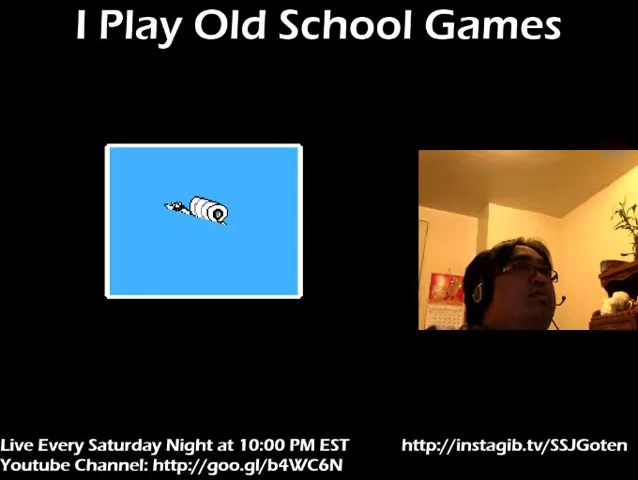 I Play Old School Games
Live Every Saturday Night at 10:00 PM EST
http://instagib.tv/SSJGoten
Youtube Channel: http://goo.gl/b4WC6N